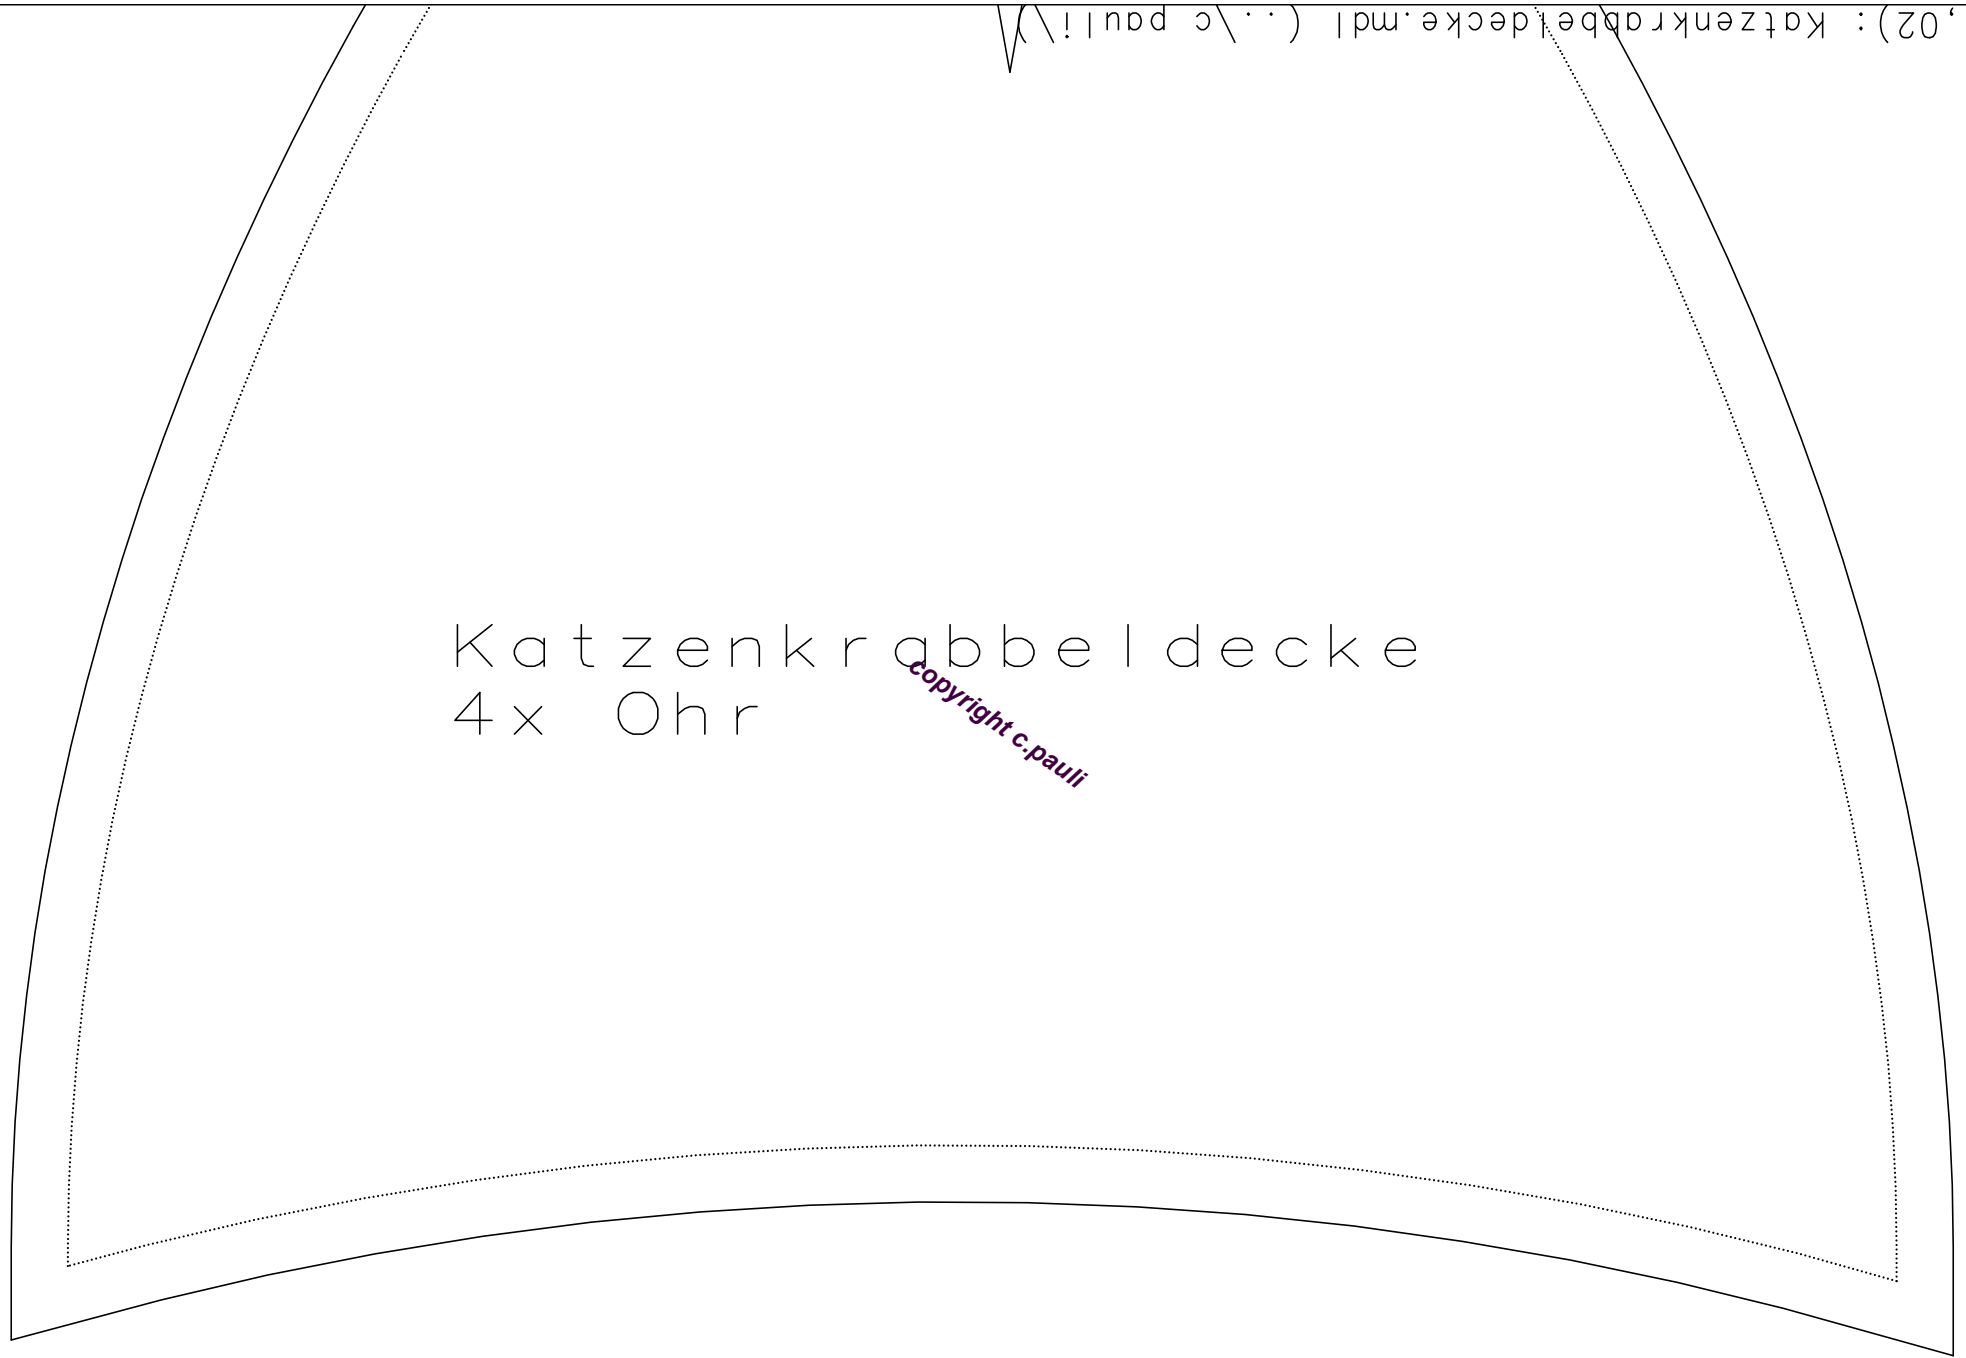 ,02): Katzenkrabbeldecke.mdl (..\c pauli\)
Katzenkrabbeldecke
4x Ohr
copyright c.pauli